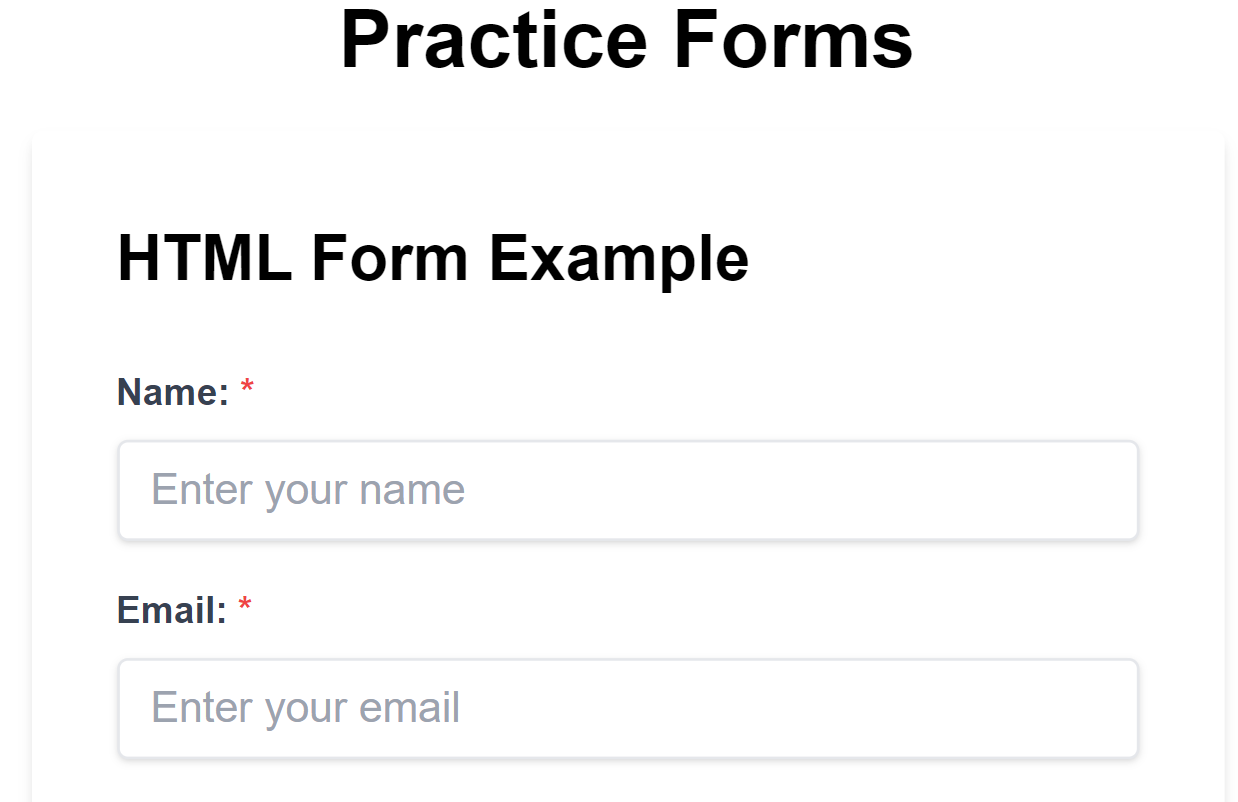 Practice Forms
HTML Form Example
Name: *
Enter your name
Email: *
Enter your email